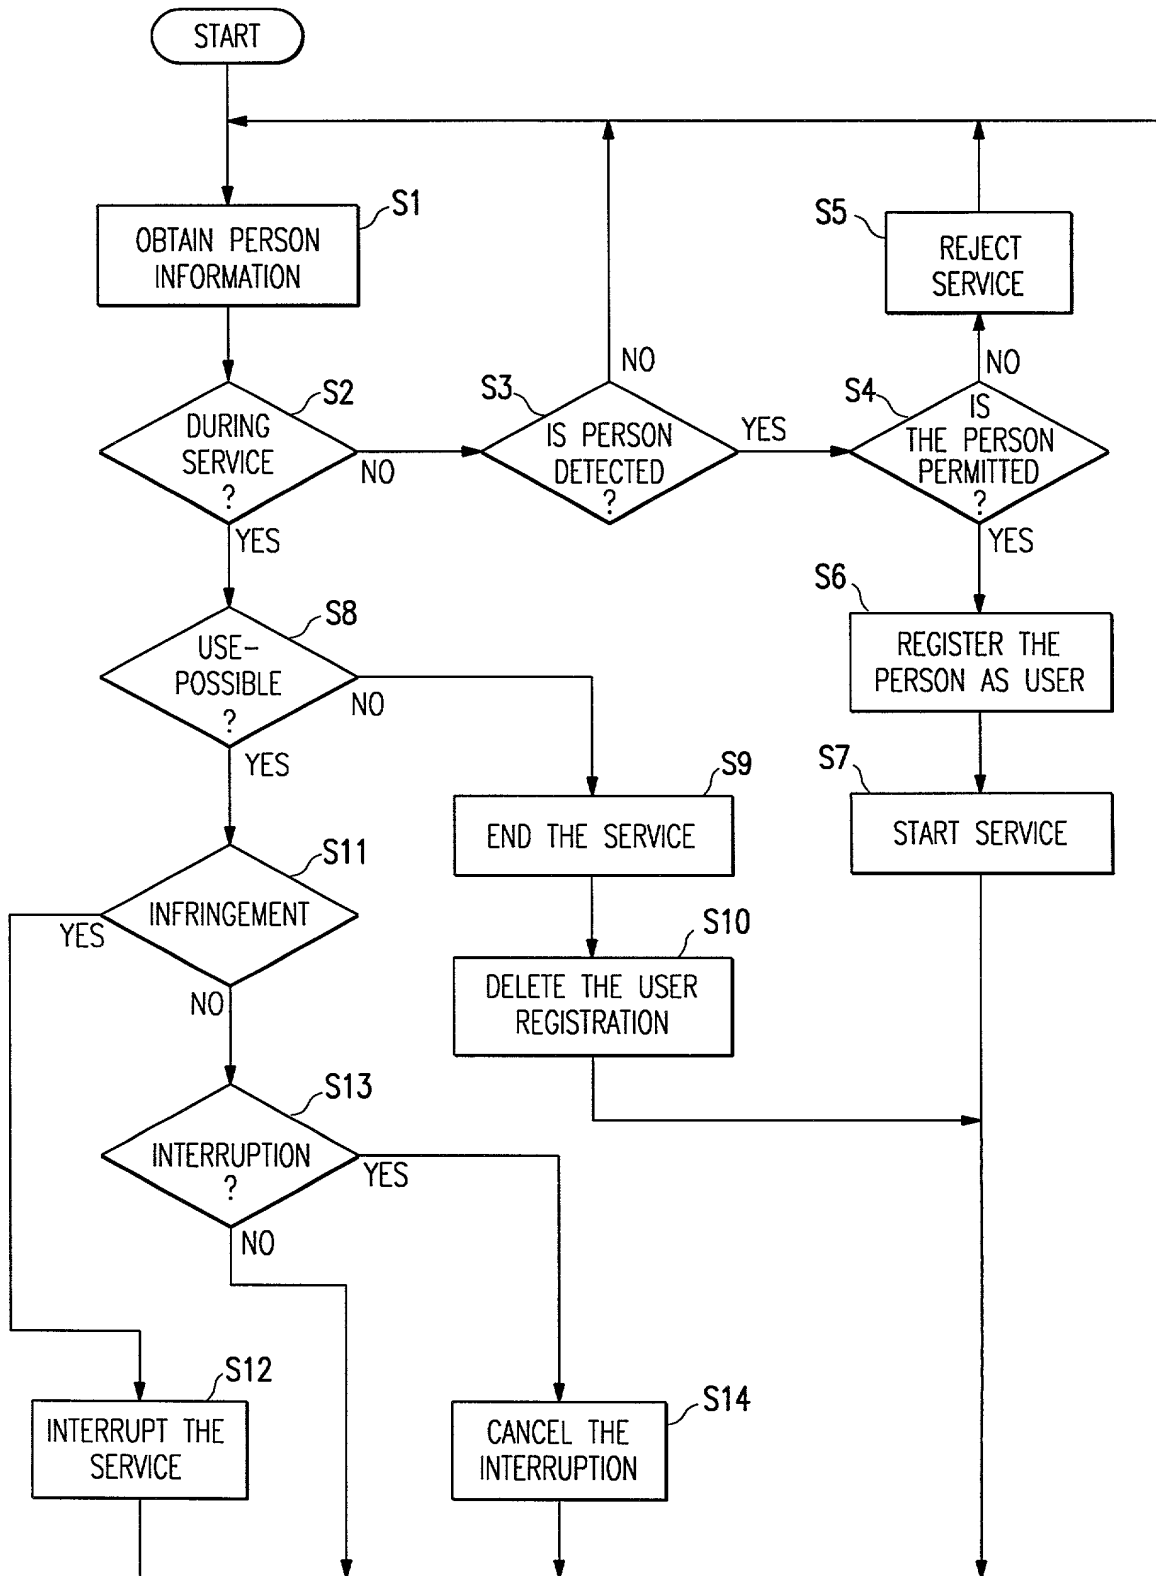 START
S1
OBTAIN PERSON
INFORMATION
S5
REJECT
SERVICE
S2
DURING
SERVICE
?
NO
YES
S3
IS PERSON
DETECTED
?
NO
YES
S4
IS
THE PERSON
PERMITTED
?
NO
YES
S6
REGISTER THE
PERSON AS USER
S7
START SERVICE
S8
USE-
POSSIBLE
?
NO
YES
S9
END THE SERVICE
S10
DELETE THE USER
REGISTRATION
S11
INFRINGEMENT
YES
NO
S13
INTERRUPTION
?
YES
NO
S12
INTERRUPT THE
SERVICE
S14
CANCEL THE
INTERRUPTION